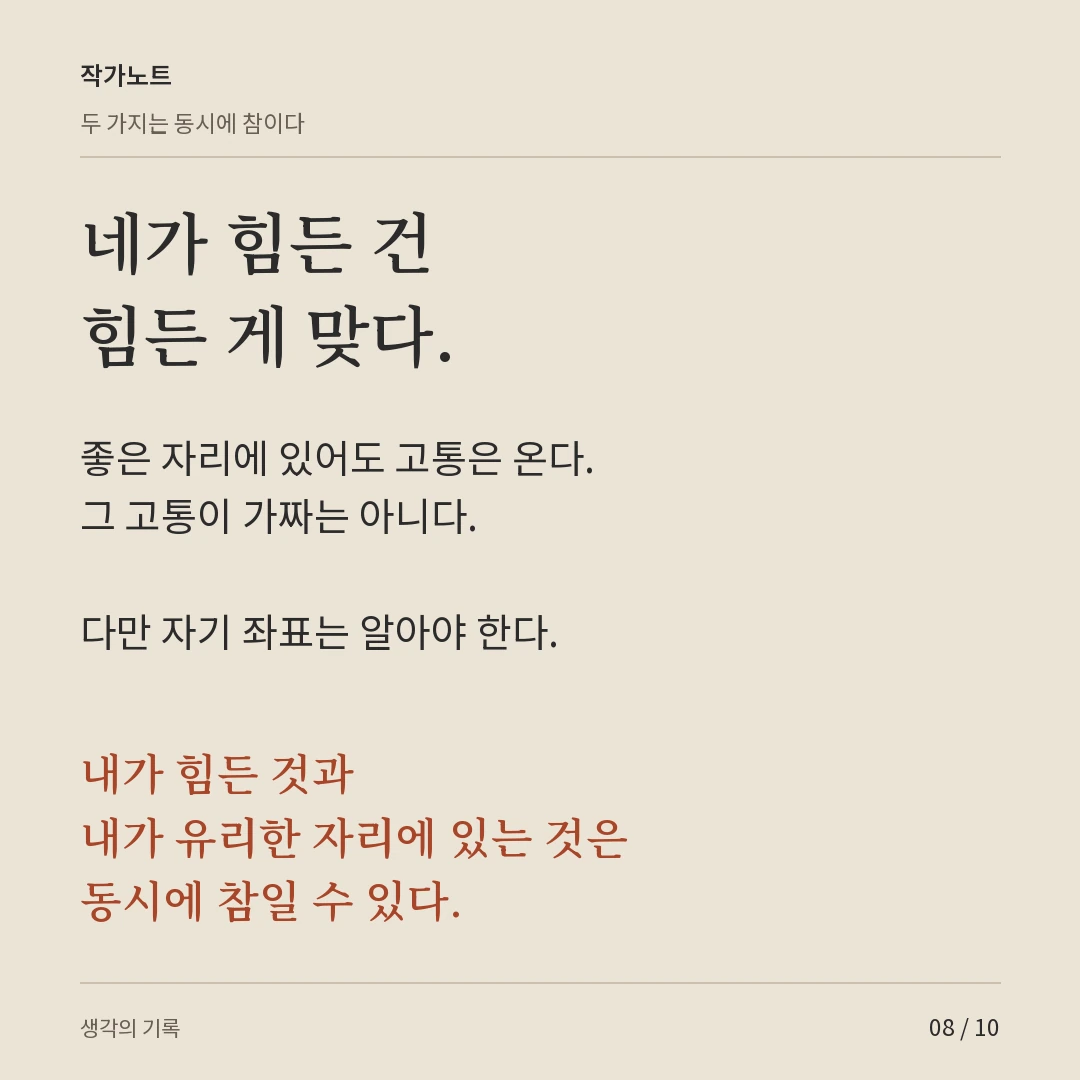 작가노트
두 가지는 동시에 참이다
네가 힘든 건
힘든 게 맞다.
좋은 자리에 있어도 고통은 온다.
그 고통이 가짜는 아니다.
다만 자기 좌표는 알아야 한다.
내가 힘든 것과
내가 유리한 자리에 있는 것은
동시에 참일 수 있다.
생각의 기록
08 / 10